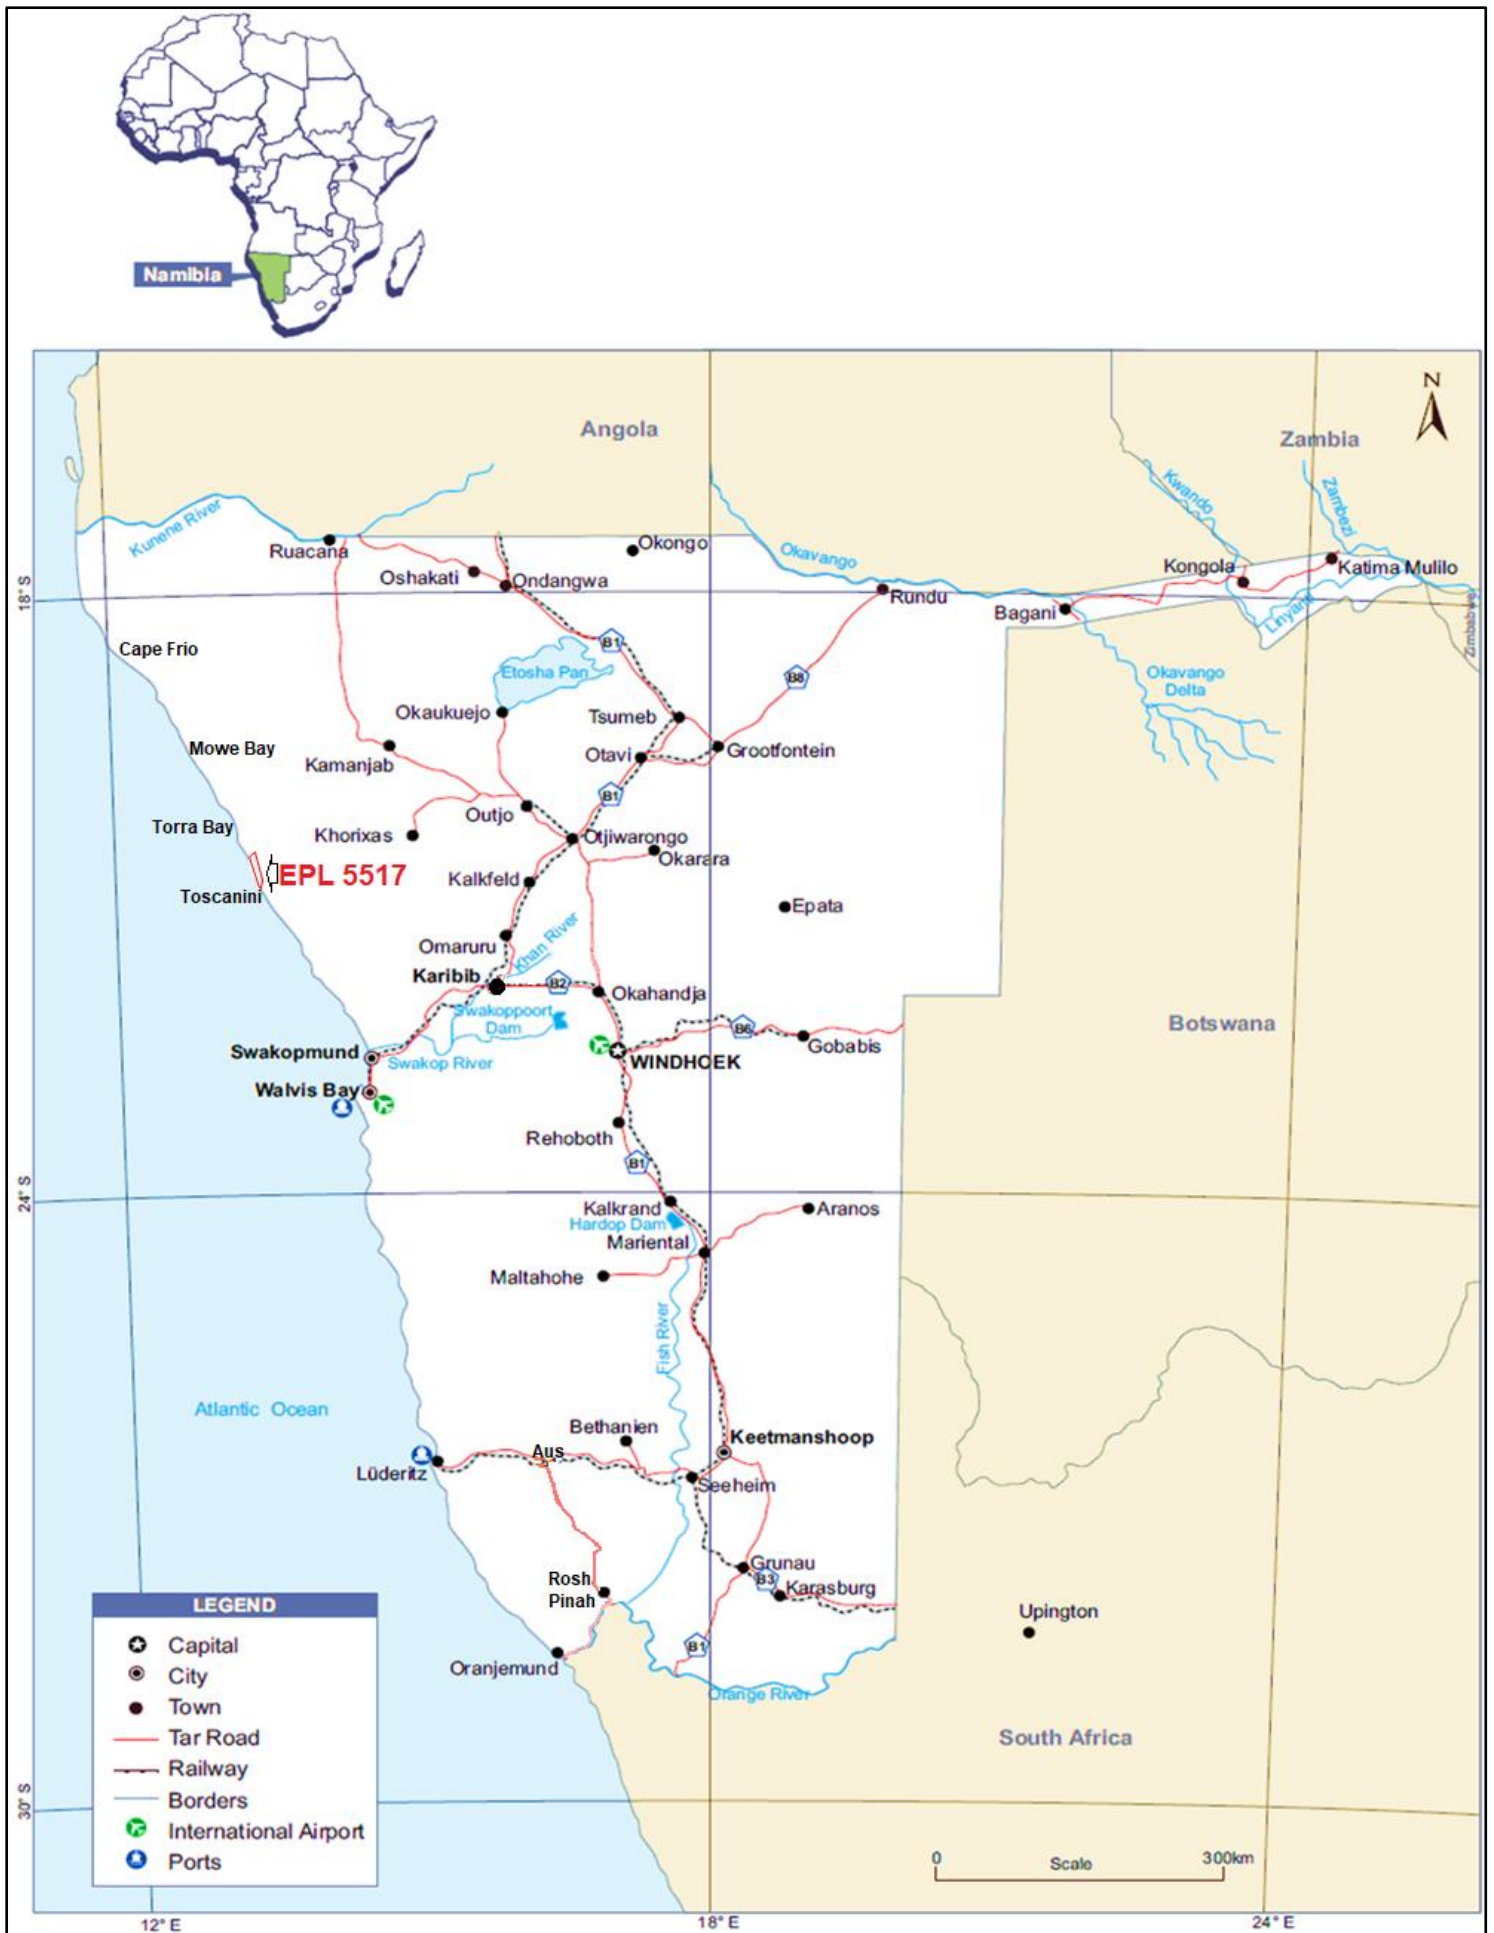 Namibia
N
Angola
Zambia
Kwando
Zambezi
Kunene River
Ruacana
Okongo
Okavango
Oshakati
Ondangwa
Kongola
Katima Mulilo
18° S
Rundu
Bagani
Linyanti
Zimbabwe
Cape Frio
B1
Etosha Pan
B8
Okavango
Delta
Okaukuejo
Tsumeb
Mowe Bay
Otavi
Grootfontein
Kamanjab
B1
Outjo
Torra Bay
Khorixas
Otjiwarongo
Okarara
EPL 5517
Kalkfeld
Toscanini
Epata
Omaruru
Khan River
Karibib
B2
Okahandja
Swakoppoort
Dam
B6
Botswana
Swakopmund
Gobabis
Swakop River
WINDHOEK
Walvis Bay
Rehoboth
B1
24° S
Kalkrand
Aranos
Hardop Dam
Mariental
Maltahohe
Fish River
Atlantic Ocean
Bethanien
Keetmanshoop
Aus
Lüderitz
Seeheim
Grunau
B3
Karasburg
Rosh
Pinah
Upington
B1
Oranjemund
Orange River
South Africa
LEGEND
Capital
City
Town
Tar Road
Railway
Borders
International Airport
Ports
30° S
0
Scale
300km
12° E
18° E
24° E